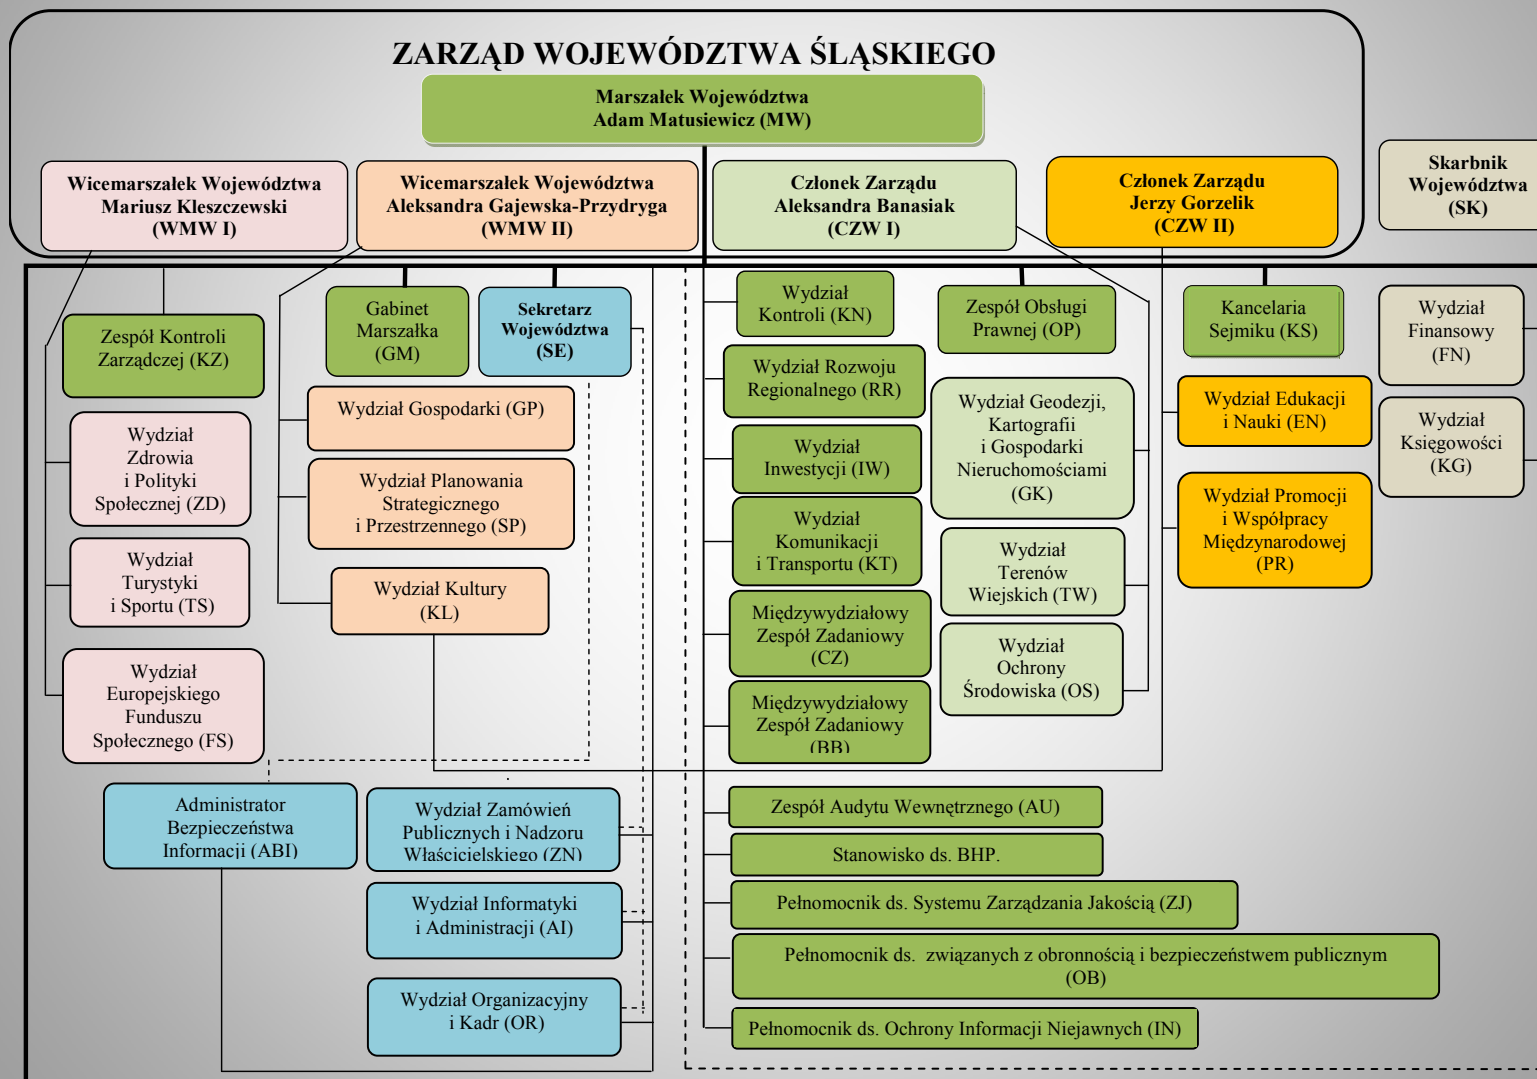 ZARZĄD WOJEWÓDZTWA ŚLĄSKIEGO
Marszałek Województwa
Adam Matusiewicz (MW)
Wicemarszałek Województwa
Mariusz Kleszczewski
(WMW I)
Wicemarszałek Województwa
Aleksandra Gajewska-Przydryga
(WMW II)
Członek Zarządu
Aleksandra Banasiak
(CZW I)
Członek Zarządu
Jerzy Gorzelik
(CZW II)
Skarbnik
Województwa
(SK)
Zespół Kontroli
Zarządczej (KZ)
Gabinet
Marszałka
(GM)
Sekretarz
Województwa
(SE)
Wydział
Kontroli (KN)
Zespół Obsługi
Prawnej (OP)
Kancelaria
Sejmiku (KS)
Wydział
Finansowy
(FN)
Wydział
Zdrowia
i Polityki
Społecznej (ZD)
Wydział
Turystyki
i Sportu (TS)
Wydział
Europejskiego
Funduszu
Społecznego (FS)
Wydział Gospodarki (GP)
Wydział Planowania
Strategicznego
i Przestrzennego (SP)
Wydział Kultury
(KL)
Wydział Rozwoju
Regionalnego (RR)
Wydział
Inwestycji (IW)
Wydział
Komunikacji
i Transportu (KT)
Międzywydziałowy
Zespół Zadaniowy
(CZ)
Międzywydziałowy
Zespół Zadaniowy
(BB)
Wydział Geodezji,
Kartografii
i Gospodarki
Nieruchomościami
(GK)
Wydział
Terenów
Wiejskich (TW)
Wydział
Ochrony
Środowiska (OS)
Wydział Edukacji
i Nauki (EN)
Wydział Promocji
i Współpracy
Międzynarodowej
(PR)
Wydział
Księgowości
(KG)
Administrator
Bezpieczeństwa
Informacji (ABI)
Wydział Zamówień
Publicznych i Nadzoru
Właścicielskiego (ZN)
Wydział Informatyki
i Administracji (AI)
Wydział Organizacyjny
i Kadr (OR)
Zespół Audytu Wewnętrznego (AU)
Stanowisko ds. BHP.
Pełnomocnik ds. Systemu Zarządzania Jakością (ZJ)
Pełnomocnik ds. związanych z obronnością i bezpieczeństwem publicznym
(OB)
Pełnomocnik ds. Ochrony Informacji Niejawnych (IN)